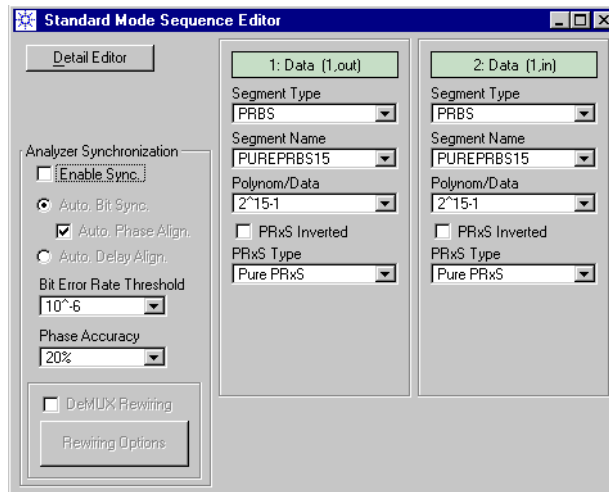 Standard Mode Sequence Editor
Detail Editor
Analyzer Synchronization
Enable Sync.
Auto. Bit Sync.
Auto. Phase Align.
Auto. Delay Align.
Bit Error Rate Threshold
10^-6
Phase Accuracy
20%
DeMUX Rewiring
Rewiring Options
1: Data (1,out)
Segment Type
PRBS
Segment Name
PUREPRBS15
Polynom/Data
2^15-1
PRxS Inverted
PRxS Type
Pure PRxS
2: Data (1,in)
Segment Type
PRBS
Segment Name
PUREPRBS15
Polynom/Data
2^15-1
PRxS Inverted
PRxS Type
Pure PRxS